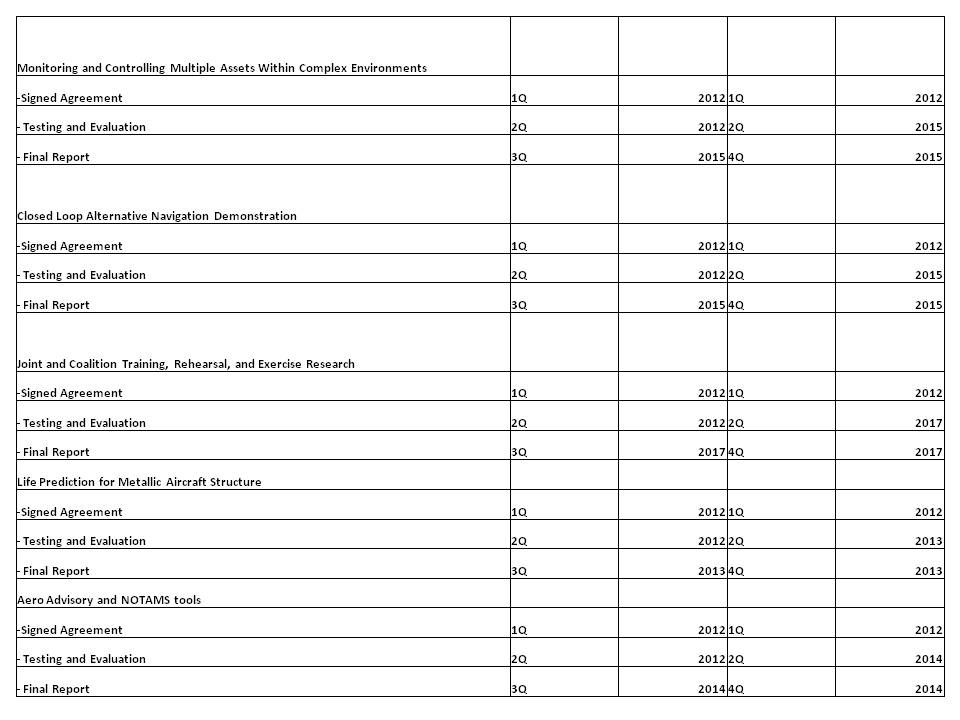 Monitoring and Controlling Multiple Assets Within Complex Environments
-Signed Agreement 1Q 2012 1Q 2012
- Testing and Evaluation 2Q 2012 2Q 2015
- Final Report 3Q 2015 4Q 2015
Closed Loop Alternative Navigation Demonstration
-Signed Agreement 1Q 2012 1Q 2012
- Testing and Evaluation 2Q 2012 2Q 2015
- Final Report 3Q 2015 4Q 2015
Joint and Coalition Training, Rehearsal, and Exercise Research
-Signed Agreement 1Q 2012 1Q 2012
- Testing and Evaluation 2Q 2012 2Q 2017
- Final Report 3Q 2017 4Q 2017
Life Prediction for Metallic Aircraft Structure
-Signed Agreement 1Q 2012 1Q 2012
- Testing and Evaluation 2Q 2012 2Q 2013
- Final Report 3Q 2013 4Q 2013
Aero Advisory and NOTAMS tools
-Signed Agreement 1Q 2012 1Q 2012
- Testing and Evaluation 2Q 2012 2Q 2014
- Final Report 3Q 2014 4Q 2014